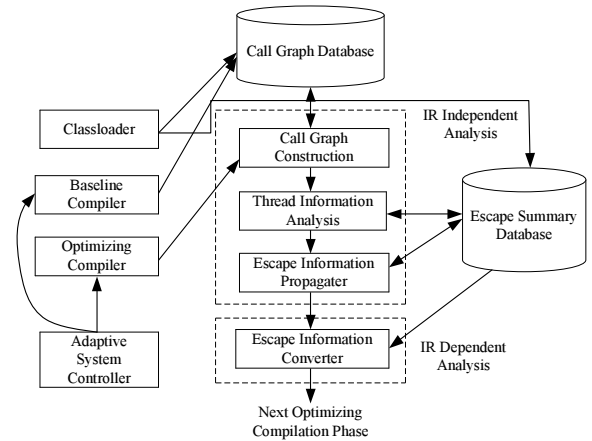 Call Graph Database
Classloader
IR Independent
Analysis
Call Graph
Construction
Baseline
Compiler
Thread Information
Analysis
Escape Summary
Database
Optimizing
Compiler
Escape Information
Propagater
Adaptive
System
Controller
Escape Information
Converter
IR Dependent
Analysis
Next Optimizing
Compilation Phase